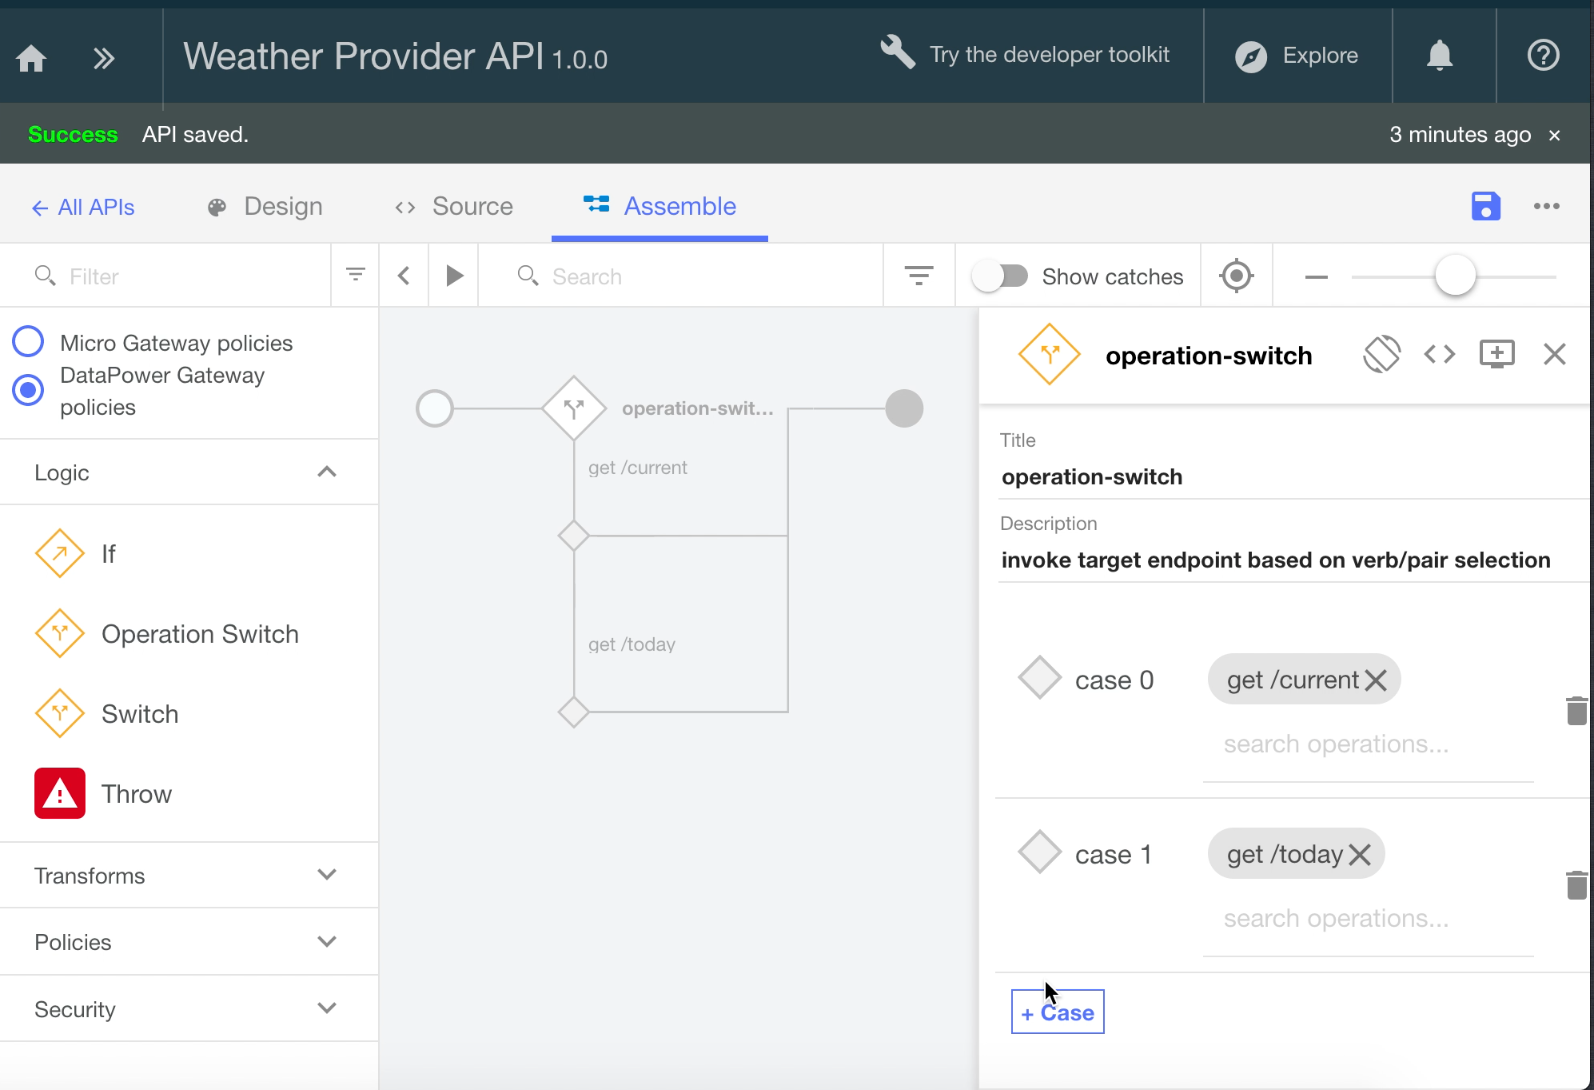 Weather Provider API 1.0.0
Try the developer toolkit
Explore
Success API saved.
3 minutes ago ×
← All APIs
Design
<> Source
Assemble
Filter
Search
Show catches
Micro Gateway policies
DataPower Gateway
policies
Logic
If
Operation Switch
Switch
Throw
Transforms
Policies
Security
operation-swit...
get /current
get /today
operation-switch
Title
operation-switch
Description
invoke target endpoint based on verb/pair selection
case 0
get /current
search operations...
case 1
get /today
search operations...
+ Case